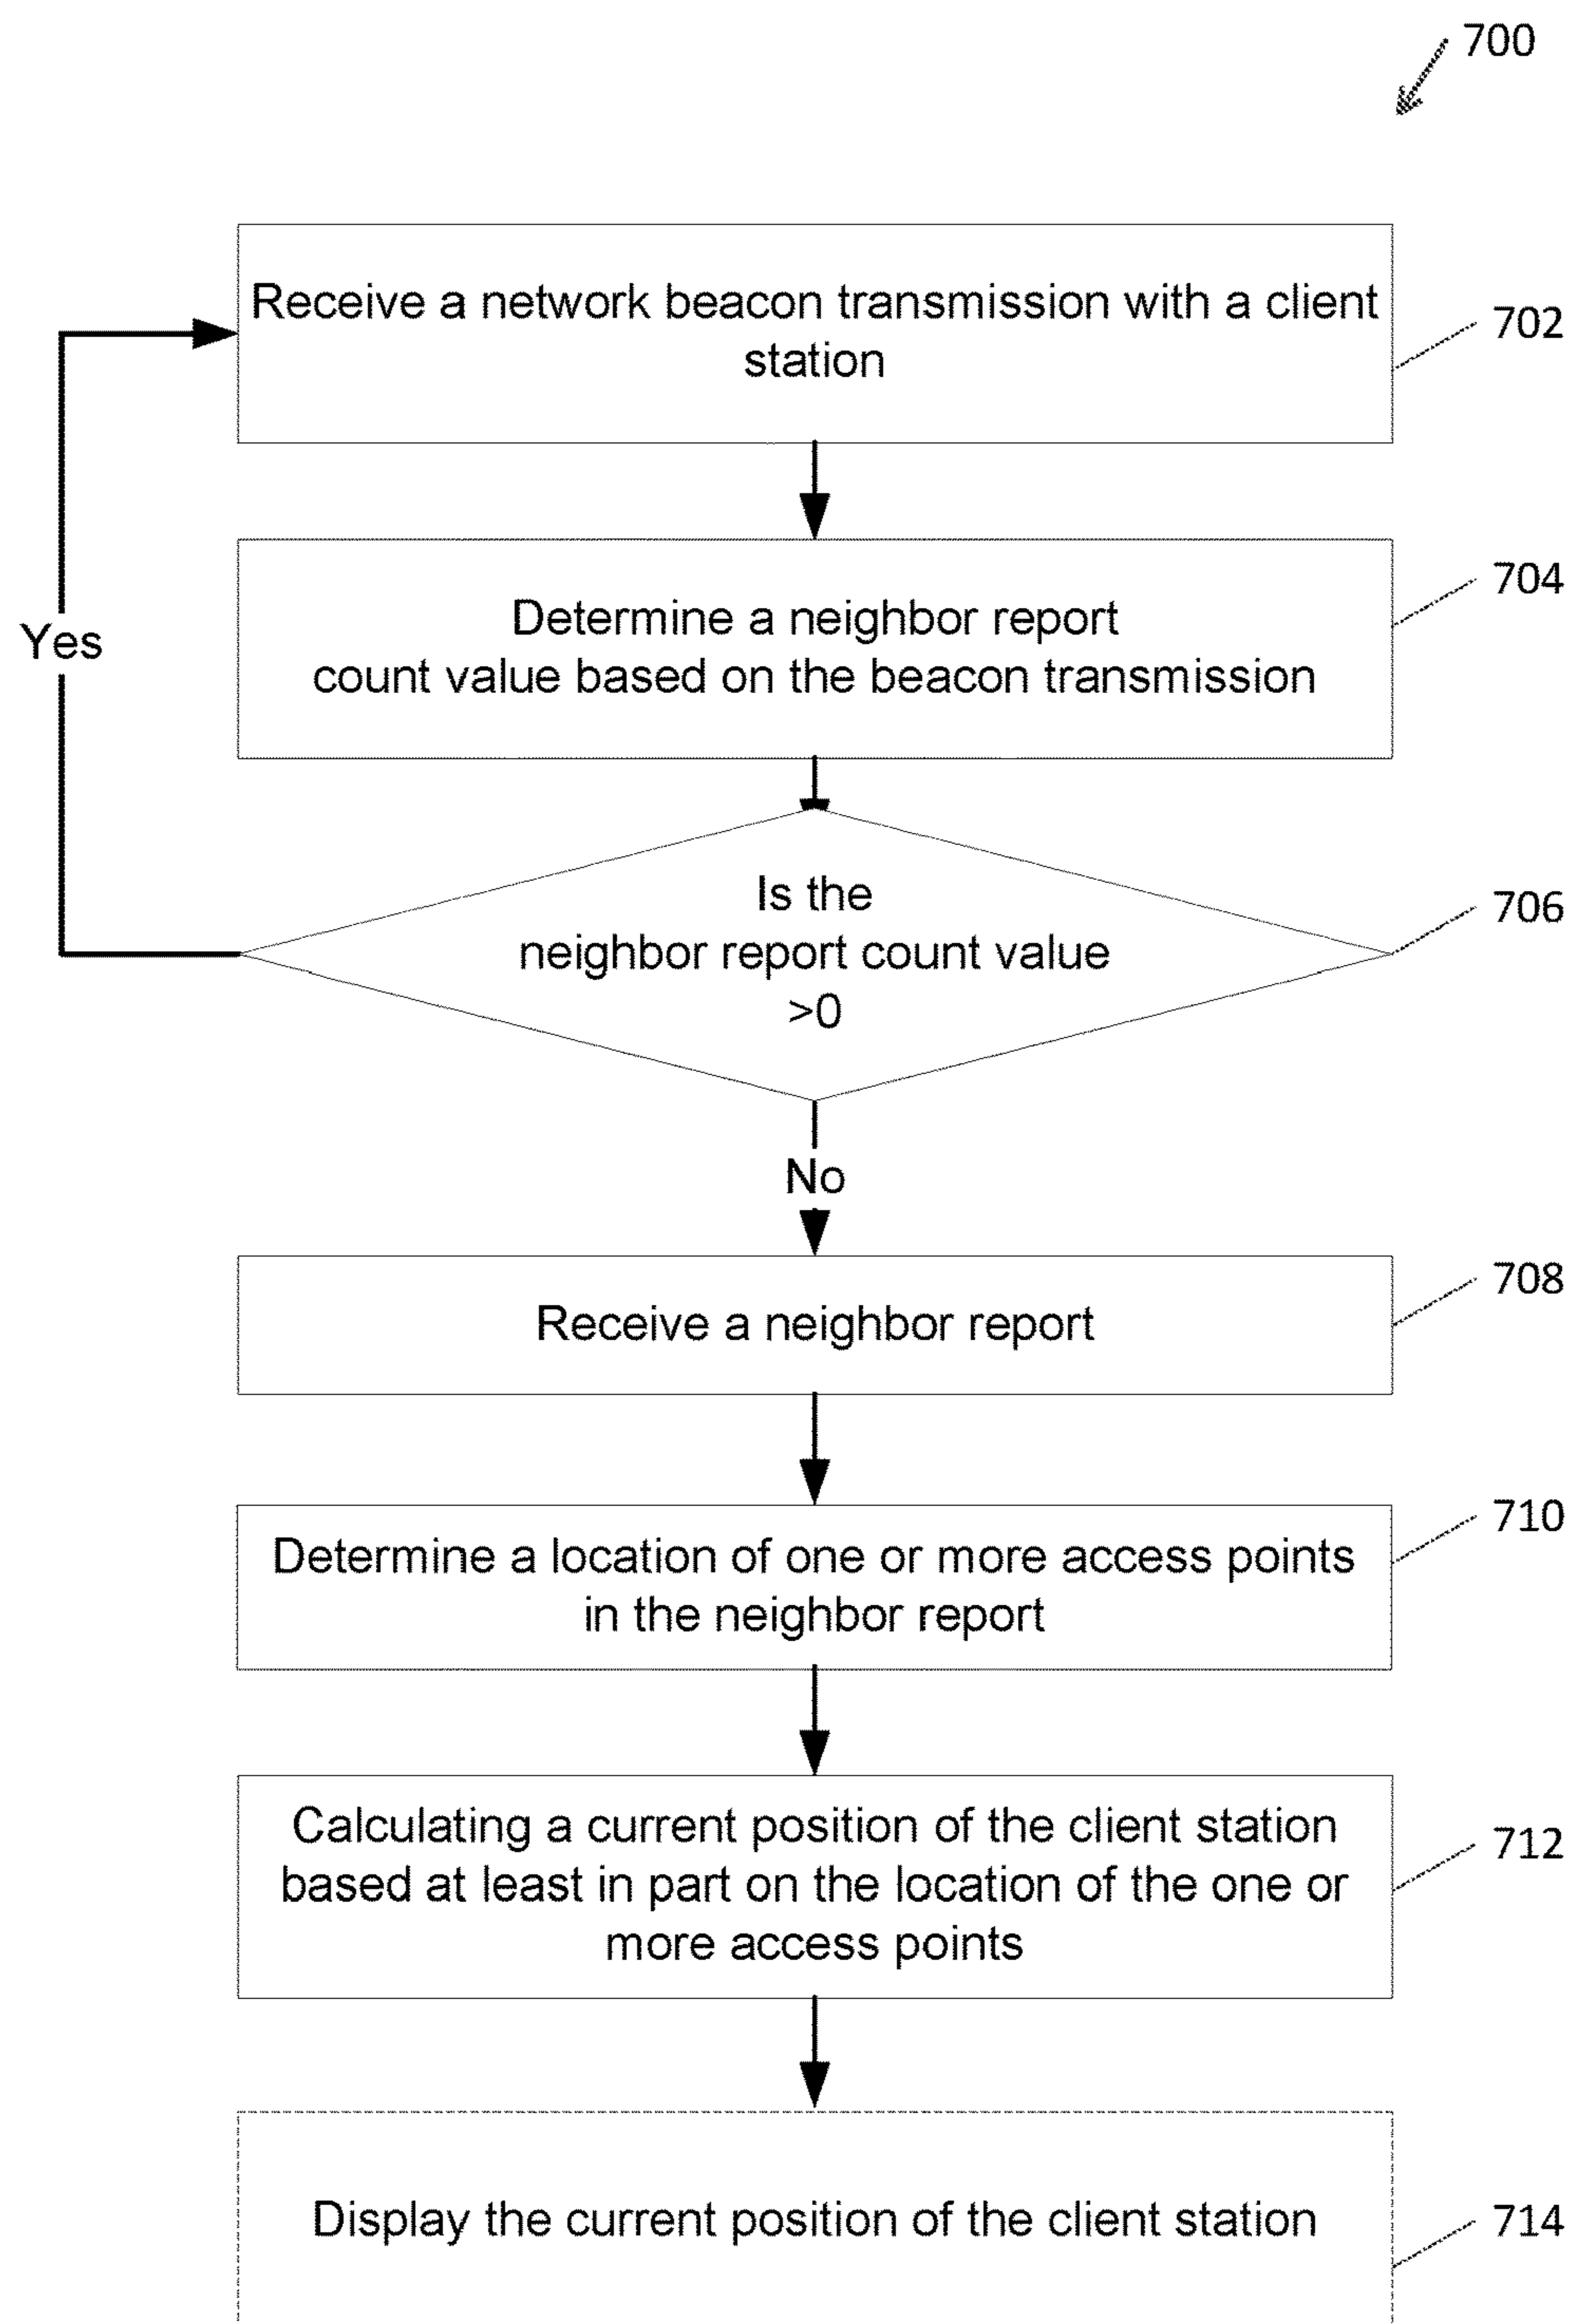 700
Receive a network beacon transmission with a client
station
702
Determine a neighbor report
count value based on the beacon transmission
704
Yes
Is the
neighbor report count value
>0
706
No
Receive a neighbor report
708
Determine a location of one or more access points
in the neighbor report
710
Calculating a current position of the client station
based at least in part on the location of the one or
more access points
712
Display the current position of the client station
714